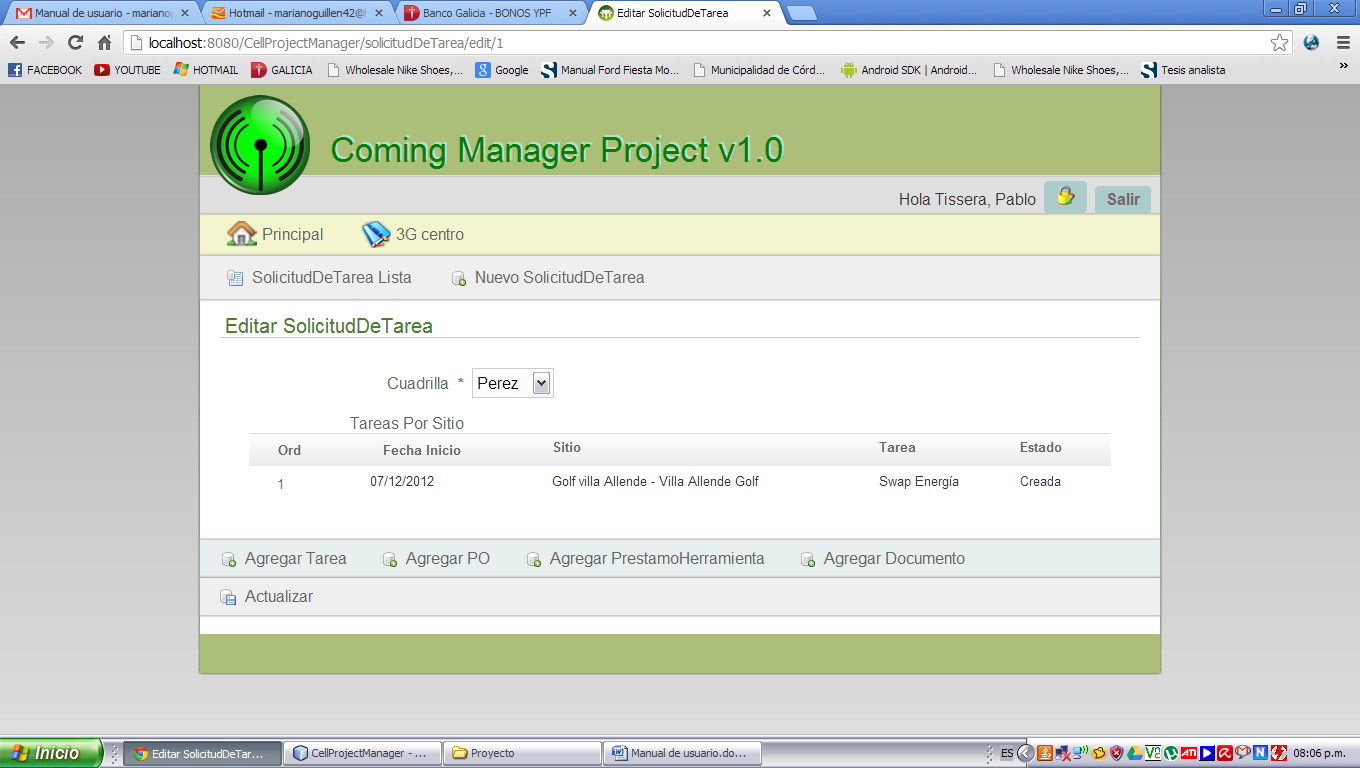 Manual de usuario - mariano
Hotmail - marianoguillen42@
Banco Galicia - BONOS YPF
Editar SolicitudDeTarea
localhost:8080/CellProjectManager/solicitudDeTarea/edit/1
FACEBOOK YOUTUBE HOTMAIL GALICIA Wholesale Nike Shoes,... Google Manual Ford Fiesta Mo... Municipalidad de Córd... Android SDK | Android... Wholesale Nike Shoes,... Tesis analista
Coming Manager Project v1.0
Hola Tissera, Pablo Salir
Principal 3G centro
SolicitudDeTarea Lista Nuevo SolicitudDeTarea
Editar SolicitudDeTarea
Cuadrilla * Perez
Tareas Por Sitio
Ord Fecha Inicio Sitio Tarea Estado
1 07/12/2012 Golf villa Allende - Villa Allende Golf Swap Energía Creada
Agregar Tarea Agregar PO Agregar PrestamoHerramienta Agregar Documento
Actualizar
Inicio Editar SolicitudDeTar... CellProjectManager - ... Proyecto Manual de usuario.do... ES 08:06 p.m.